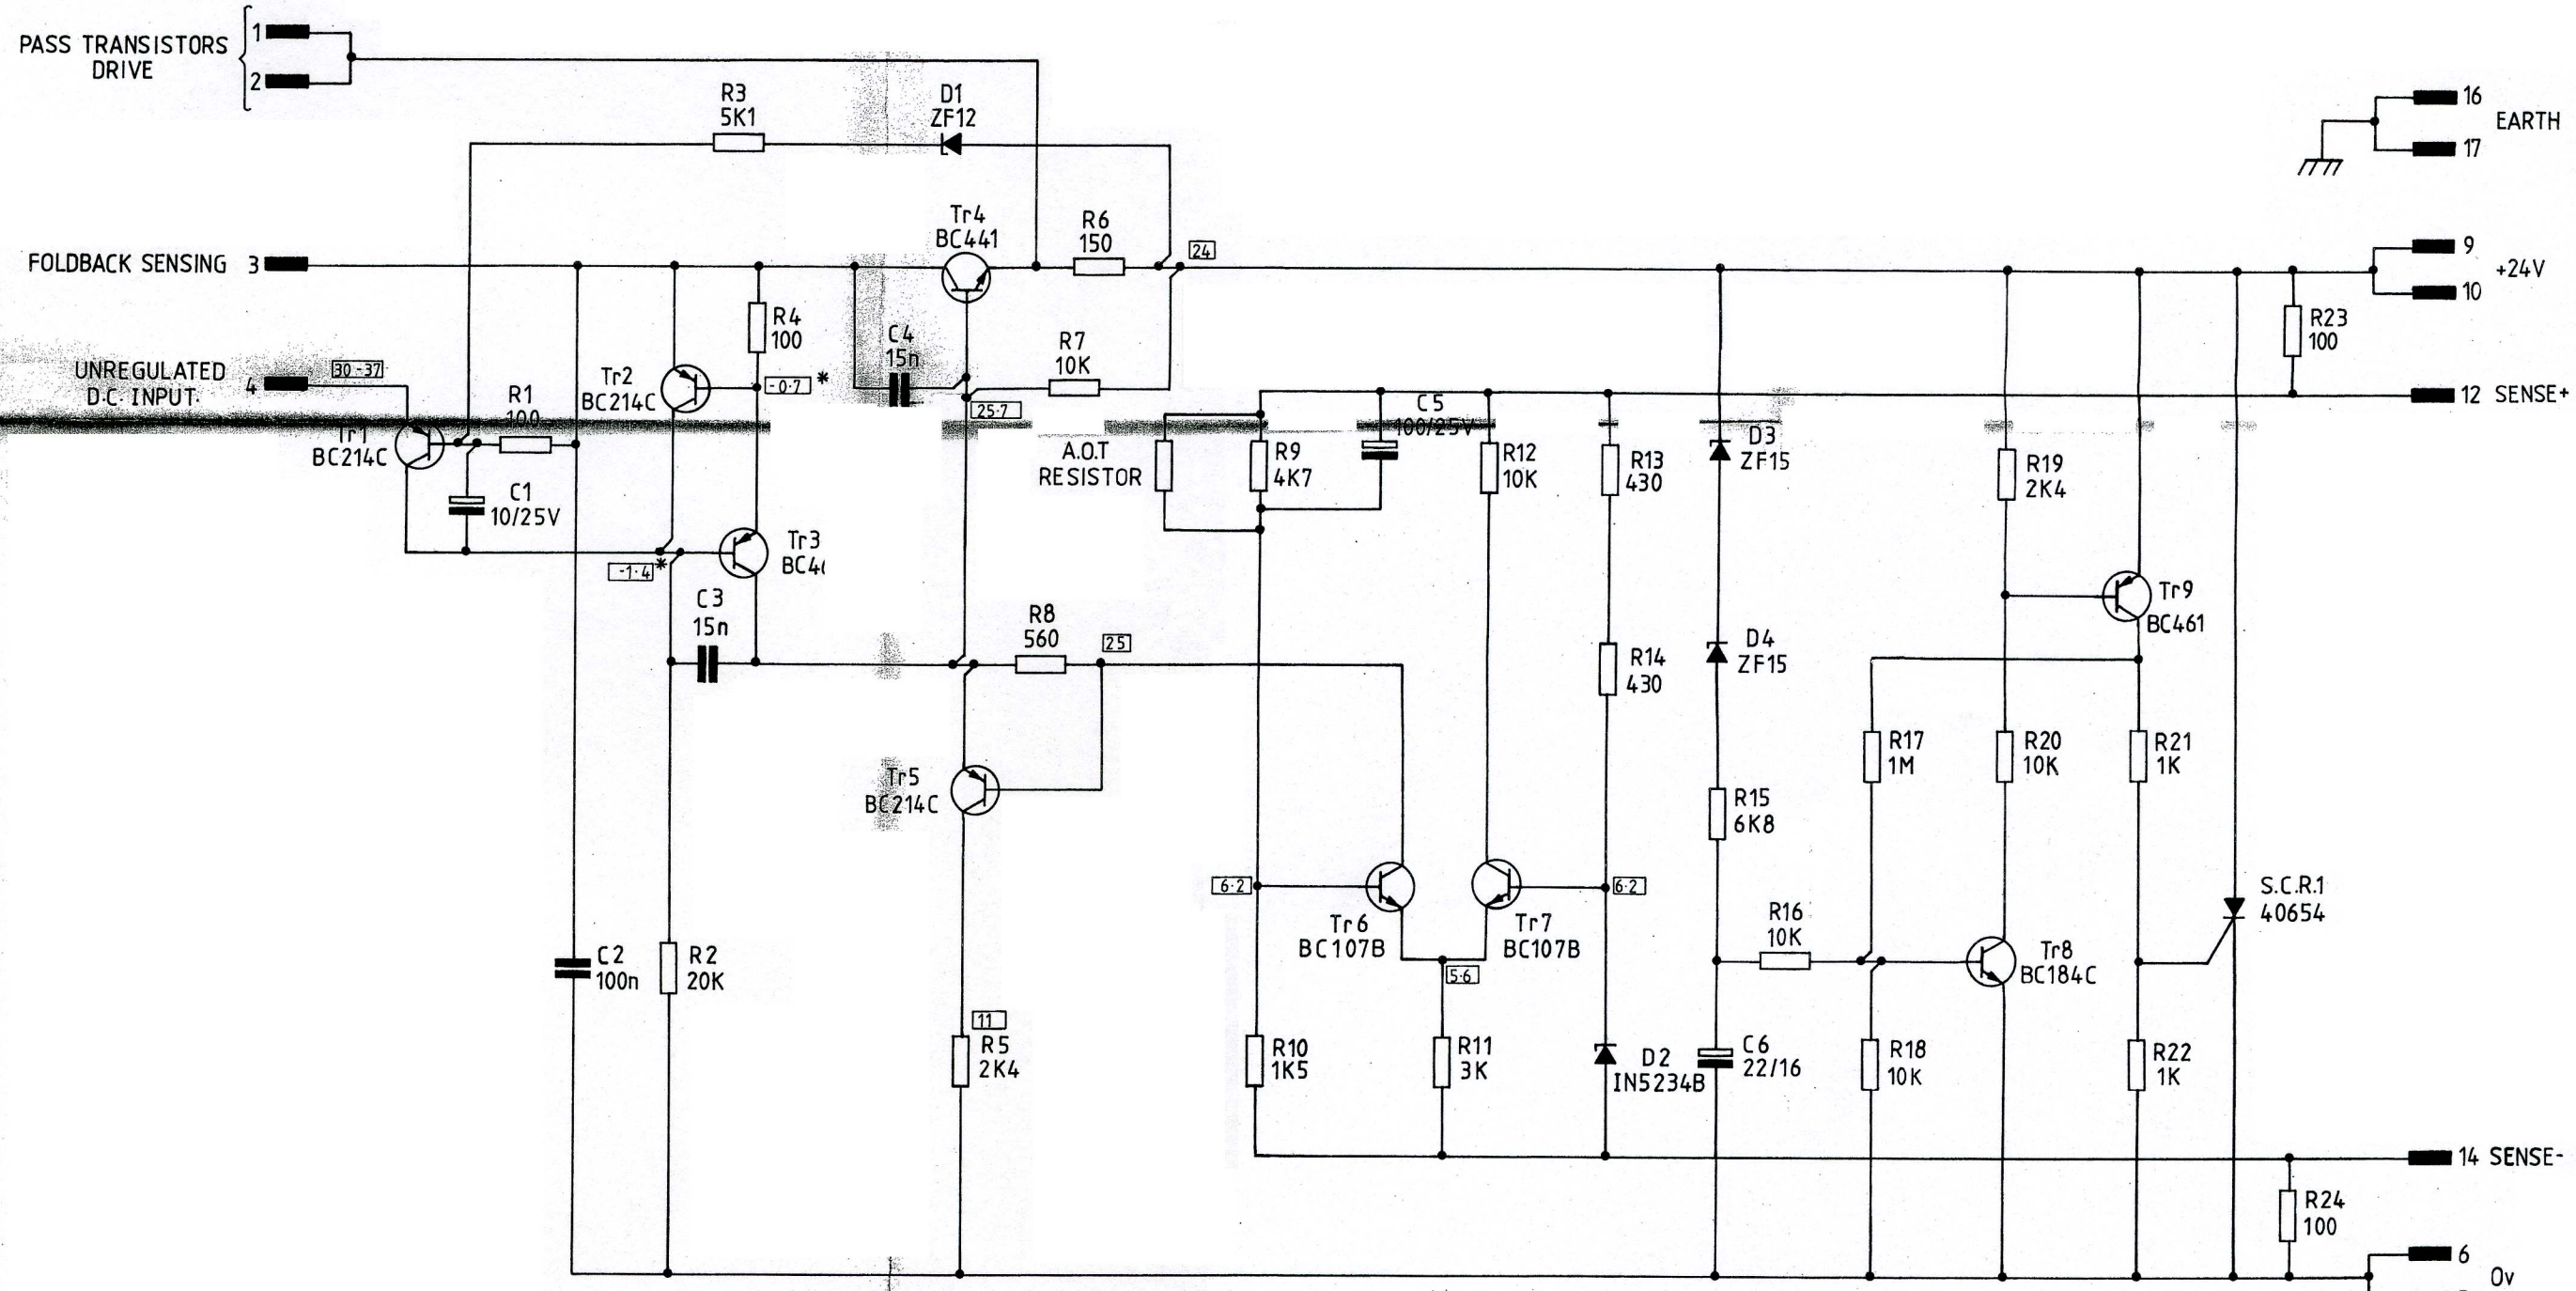 PASS TRANSISTORS
DRIVE
1
2
R3
5K1
D1
ZF12
16
EARTH
17
Tr4
BC441
R6
150
24
9
+24V
10
FOLDBACK SENSING 3
R4
100
C4
15n
R7
10K
R23
100
UNREGULATED
D.C. INPUT.
4
30-37
R1
100
Tr2
BC214C
-0.7 *
25.7
12 SENSE+
Tr1
BC214C
C1
10/25V
A.O.T
RESISTOR
R9
4K7
C5
100/25V
R12
10K
R13
430
D3
ZF15
R19
2K4
-1.4 *
Tr3
C3
15n
R8
560
25
R14
430
D4
ZF15
Tr9
BC461
Tr5
BC214C
R15
6K8
R17
1M
R20
10K
R21
1K
6.2
6.2
Tr6
BC107B
Tr7
BC107B
5.6
R16
10K
Tr8
BC184C
S.C.R.1
40654
C2
100n
R2
20K
11
R5
2K4
R10
1K5
R11
3K
D2
IN5234B
C6
22/16
R18
10K
R22
1K
14 SENSE-
R24
100
6
0v